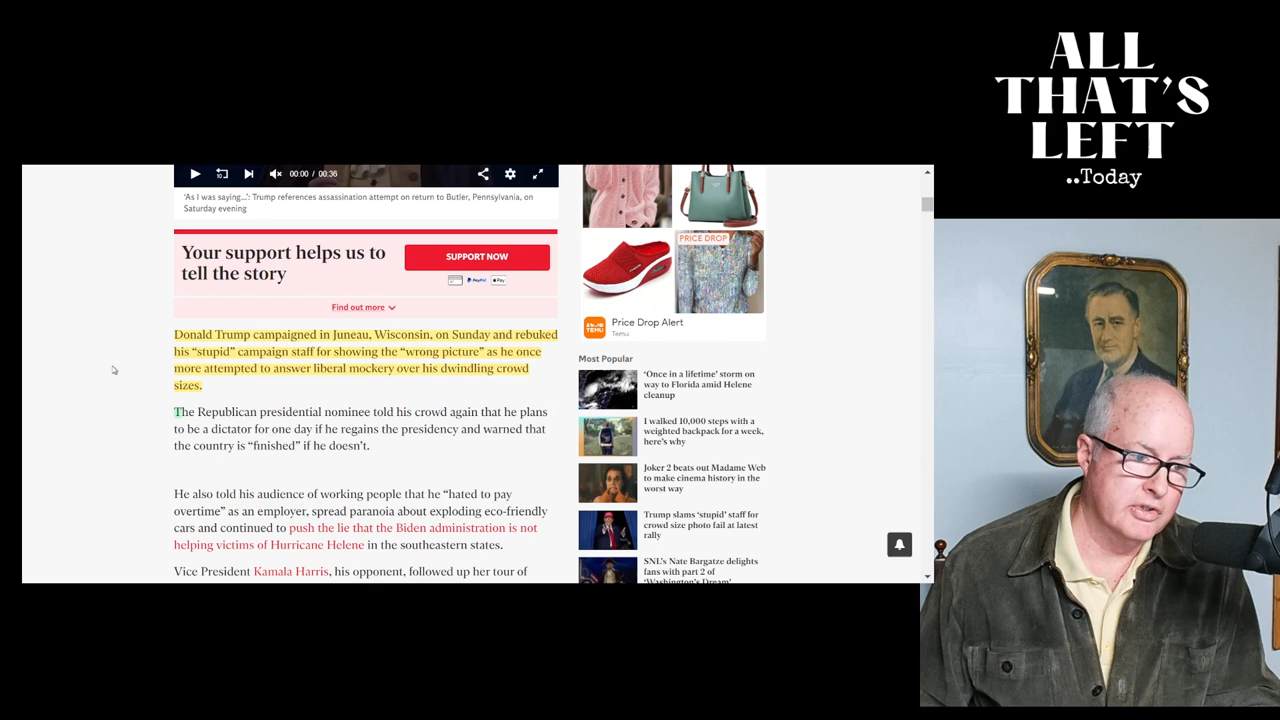 ALL
THAT'S
LEFT
..Today
00:00 / 00:36
'As I was saying...': Trump references assassination attempt on return to Butler, Pennsylvania, on
Saturday evening
Your support helps us to
tell the story
SUPPORT NOW
PayPal
Pay
Find out more
Donald Trump campaigned in Juneau, Wisconsin, on Sunday and rebuked
his “stupid” campaign staff for showing the “wrong picture” as he once
more attempted to answer liberal mockery over his dwindling crowd
sizes.
The Republican presidential nominee told his crowd again that he plans
to be a dictator for one day if he regains the presidency and warned that
the country is “finished” if he doesn’t.
He also told his audience of working people that he “hated to pay
overtime” as an employer, spread paranoia about exploding eco-friendly
cars and continued to push the lie that the Biden administration is not
helping victims of Hurricane Helene in the southeastern states.
Vice President Kamala Harris, his opponent, followed up her tour of
PRICE DROP
TEMU
Price Drop Alert
Temu
Most Popular
‘Once in a lifetime’ storm on
way to Florida amid Helene
cleanup
I walked 10,000 steps with a
weighted backpack for a week,
here’s why
Joker 2 beats out Madame Web
to make cinema history in the
worst way
Trump slams ‘stupid’ staff for
crowd size photo fail at latest
rally
SNL’s Nate Bargatze delights
fans with part 2 of
‘Washington’s Dream’